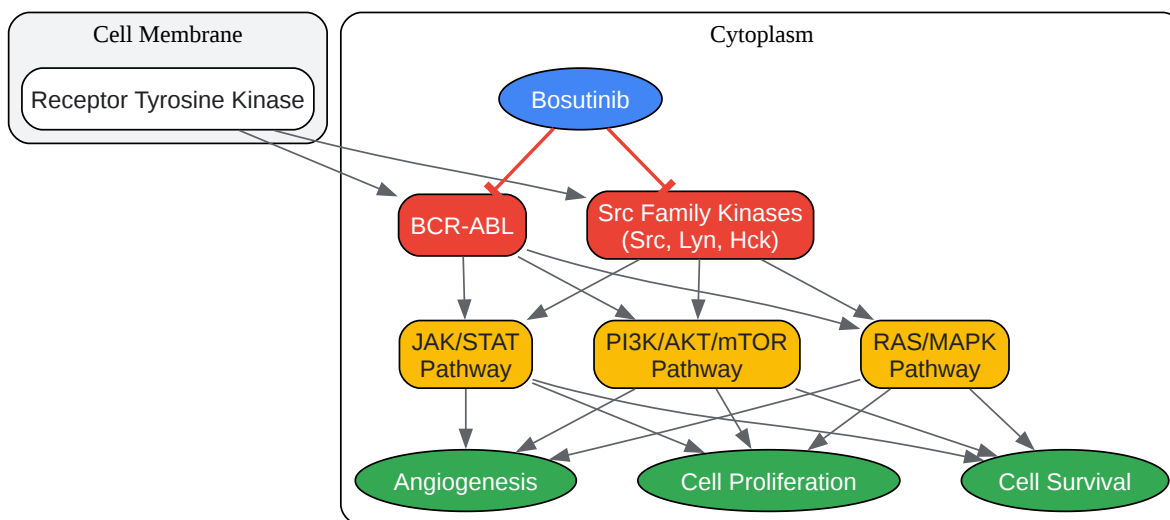 Cell Membrane
Cytoplasm
Receptor Tyrosine Kinase
Bosutinib
BCR-ABL
Src Family Kinases
(Src, Lyn, Hck)
JAK/STAT
Pathway
PI3K/AKT/mTOR
Pathway
RAS/MAPK
Pathway
Angiogenesis
Cell Proliferation
Cell Survival